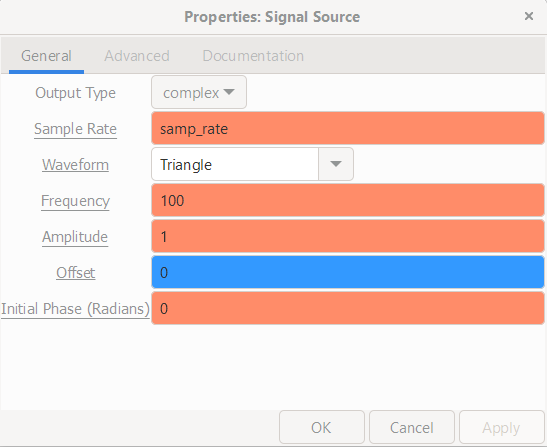 Properties: Signal Source ×
General Advanced Documentation
Output Type complex
Sample Rate samp_rate
Waveform Triangle
Frequency 100
Amplitude 1
Offset 0
Initial Phase (Radians) 0
OK Cancel Apply